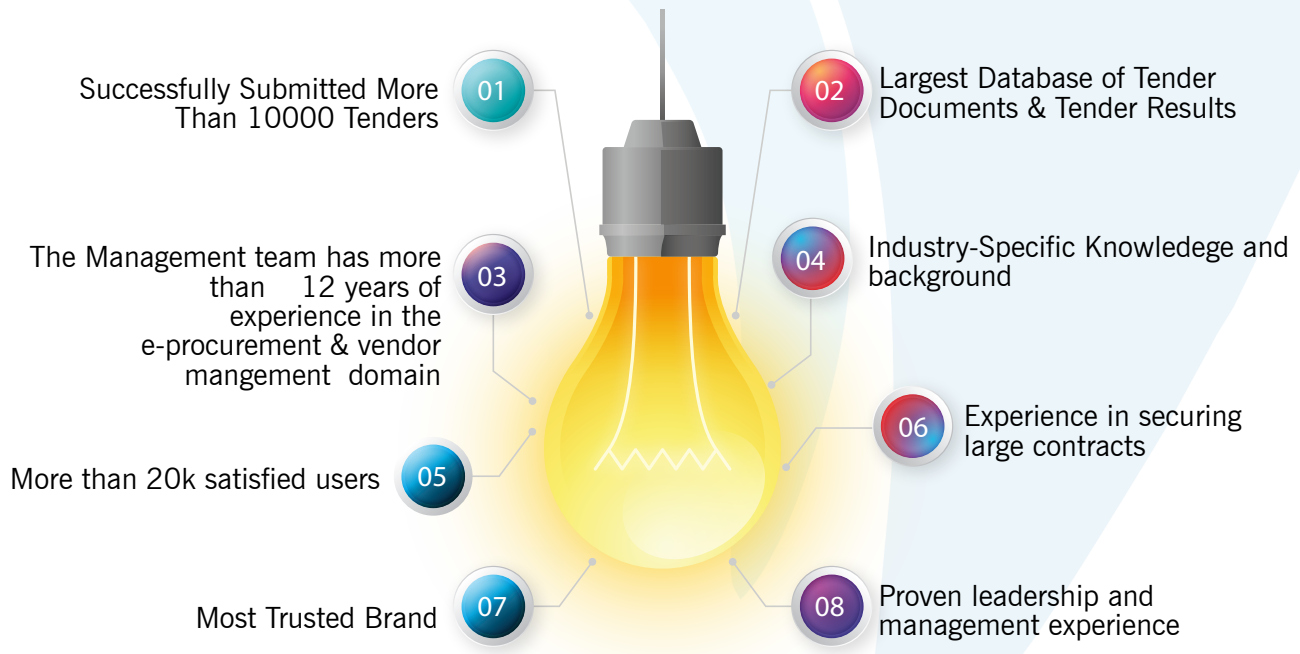 01
Successfully Submitted More
Than 10000 Tenders
02
Largest Database of Tender
Documents & Tender Results
03
The Management team has more
than 12 years of
experience in the
e-procurement & vendor
mangement domain
04
Industry-Specific Knowledege and
background
05
More than 20k satisfied users
06
Experience in securing
large contracts
07
Most Trusted Brand
08
Proven leadership and
management experience